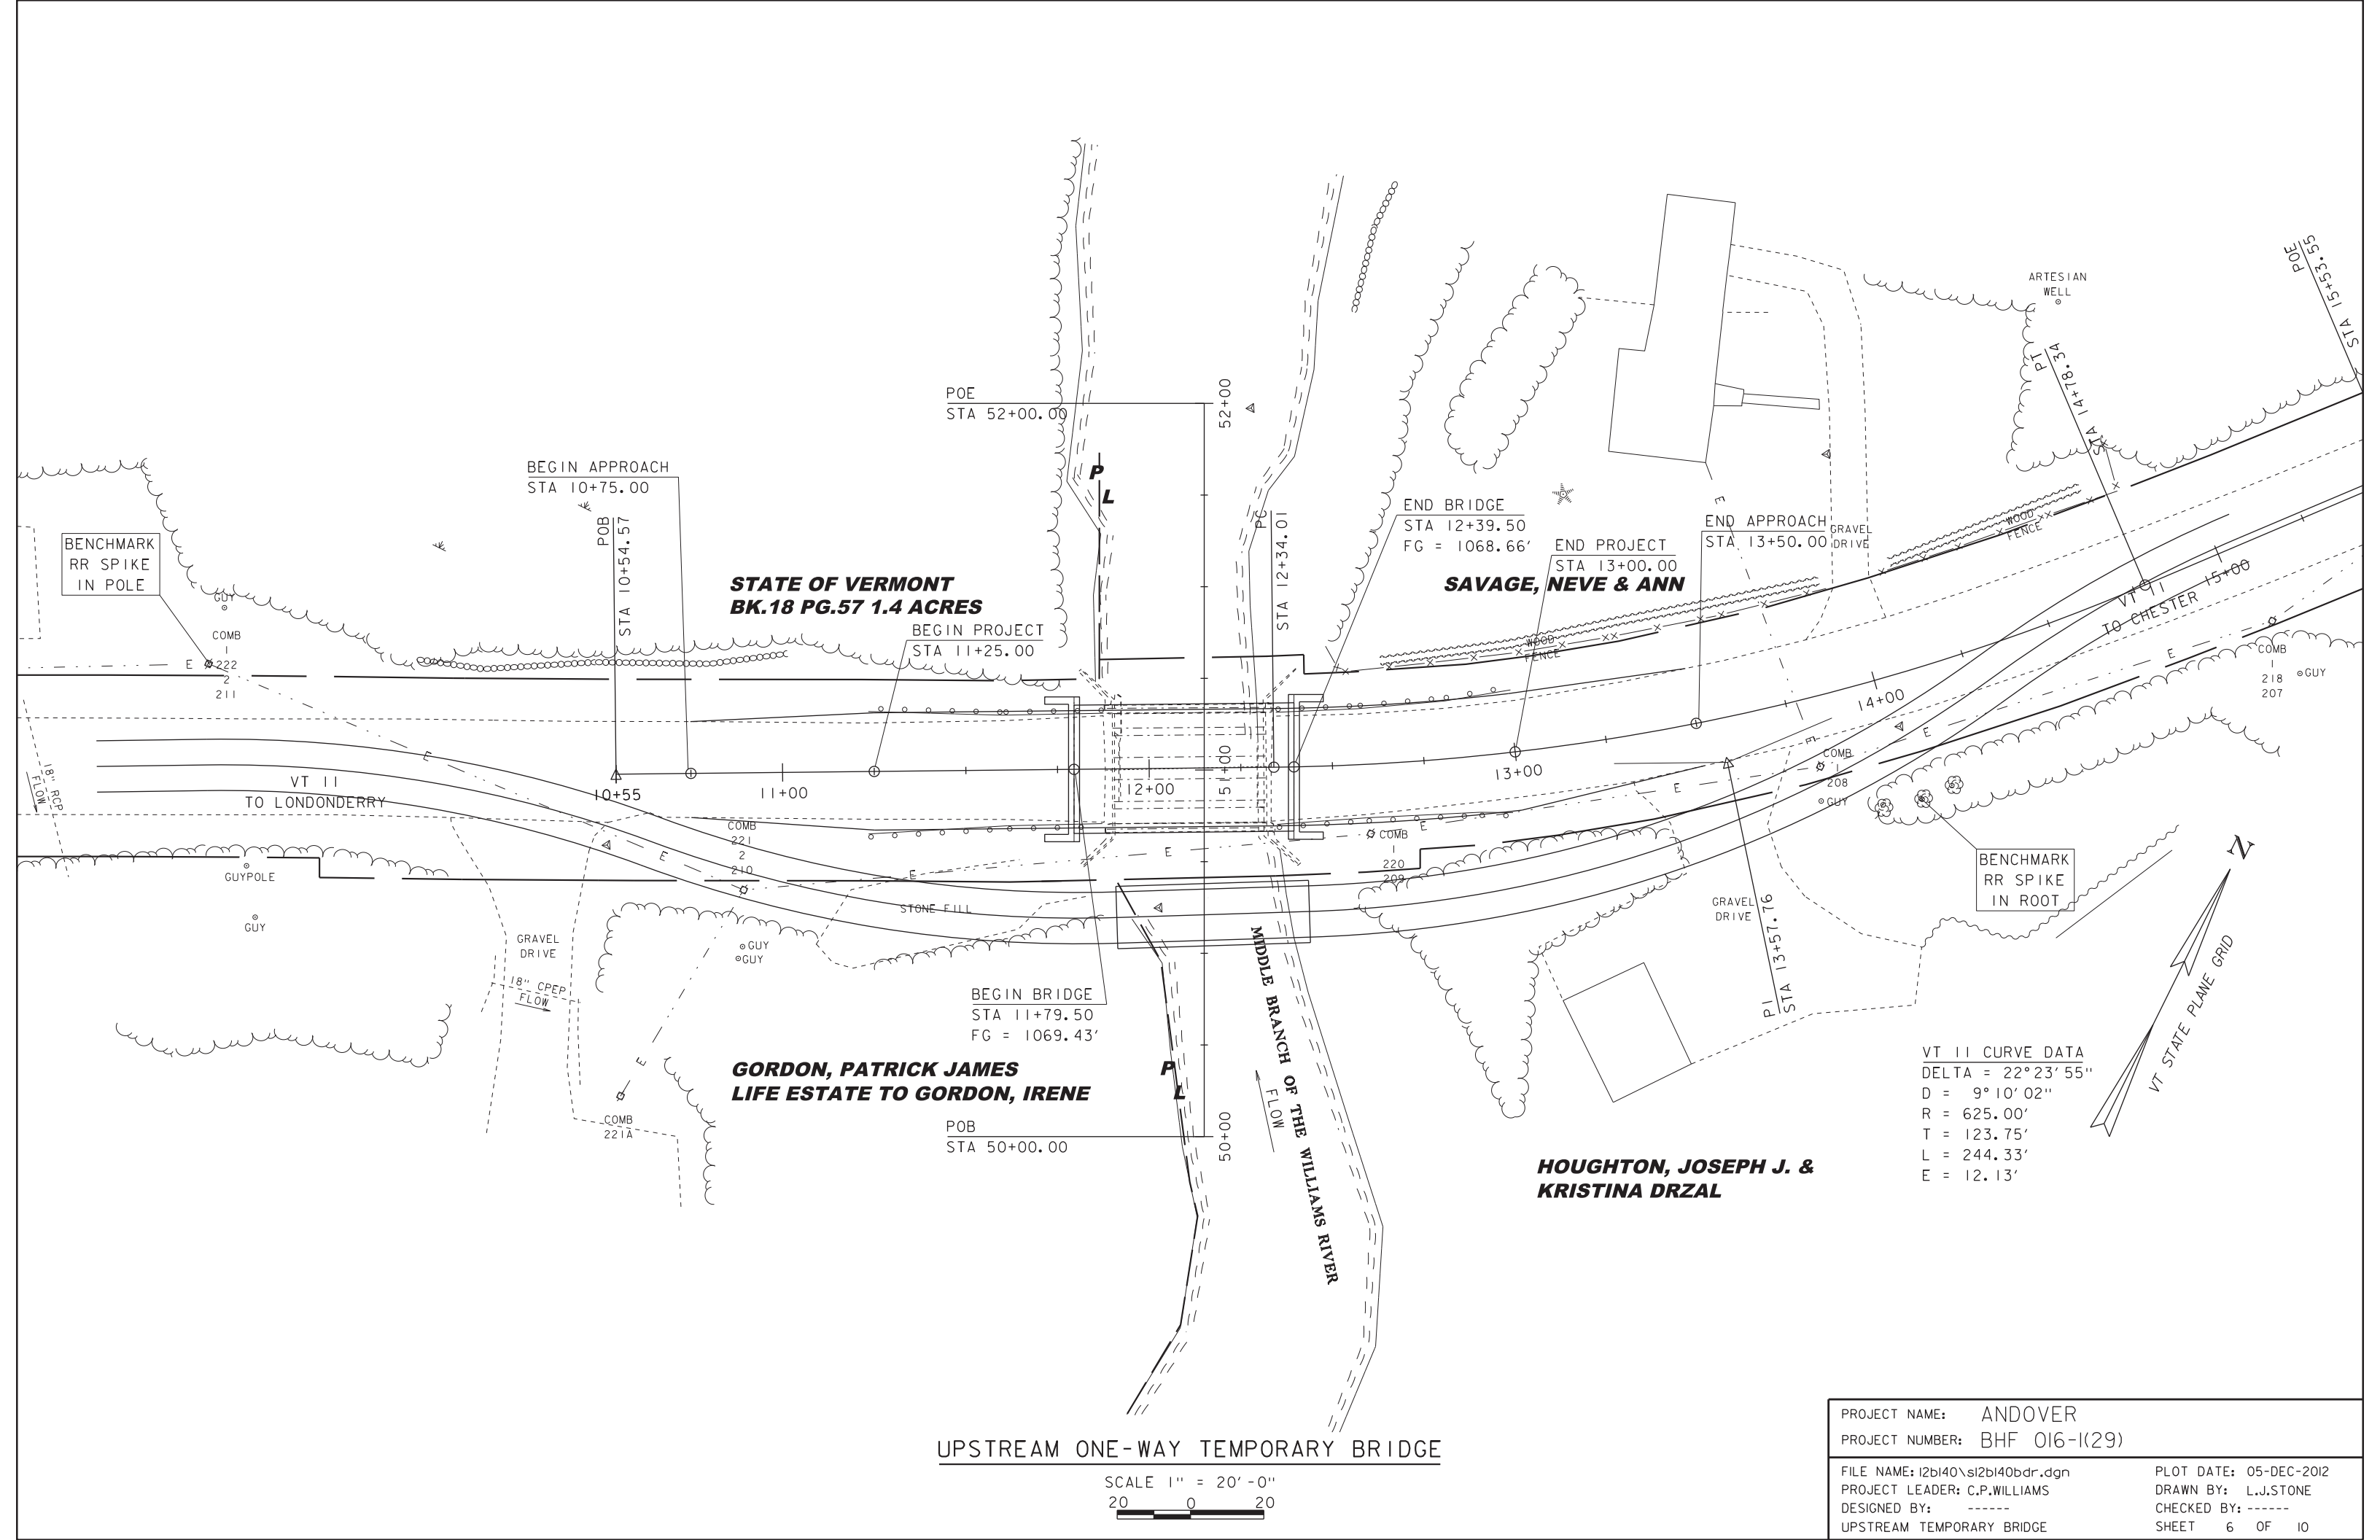 ARTESIAN
WELL
POE
STA 15+53.55
PT
STA 14+78.34
POE
STA 52+00.00
52+00
BEGIN APPROACH
STA 10+75.00
P
L
END BRIDGE
STA 12+39.50
FG = 1068.66'
END APPROACH
STA 13+50.00
GRAVEL
DRIVE
WOOD
FENCE
POB
STA 10+54.57
PC
STA 12+34.01
BENCHMARK
RR SPIKE
IN POLE
END PROJECT
STA 13+00.00
STATE OF VERMONT
BK.18 PG.57 1.4 ACRES
SAVAGE, NEVE & ANN
GUY
BEGIN PROJECT
STA 11+25.00
COMB
1
222
2
211
E
E
WOOD
FENCE
VT 11
TO CHESTER
15+00
E
COMB
1
218
207
GUY
14+00
E
E
E
18" RCP
FLOW
VT 11
TO LONDONDERRY
10+55
11+00
12+00
51+00
13+00
COMB
1
208
GUY
E
COMB
221
2
210
E
E
E
E
COMB
1
220
209
GUYPOLE
GUY
STONE FILL
GRAVEL
DRIVE
GUY
GUY
18" CPEP
FLOW
GRAVEL
DRIVE
PI
STA 13+57.76
BENCHMARK
RR SPIKE
IN ROOT
N
VT STATE PLANE GRID
BEGIN BRIDGE
STA 11+79.50
FG = 1069.43'
MIDDLE BRANCH OF THE WILLIAMS RIVER
FLOW
E
COMB
221A
GORDON, PATRICK JAMES
LIFE ESTATE TO GORDON, IRENE
P
L
POB
STA 50+00.00
50+00
VT 11 CURVE DATA
DELTA = 22°23'55"
D = 9°10'02"
R = 625.00'
T = 123.75'
L = 244.33'
E = 12.13'
HOUGHTON, JOSEPH J. &
KRISTINA DRZAL
UPSTREAM ONE-WAY TEMPORARY BRIDGE
SCALE 1" = 20'-0"
20 0 20
PROJECT NAME: ANDOVER
PROJECT NUMBER: BHF 016-1(29)
FILE NAME: 12b140\s12b140bdr.dgn PLOT DATE: 05-DEC-2012
PROJECT LEADER: C.P.WILLIAMS DRAWN BY: L.J.STONE
DESIGNED BY: ------ CHECKED BY: ------
UPSTREAM TEMPORARY BRIDGE SHEET 6 OF 10